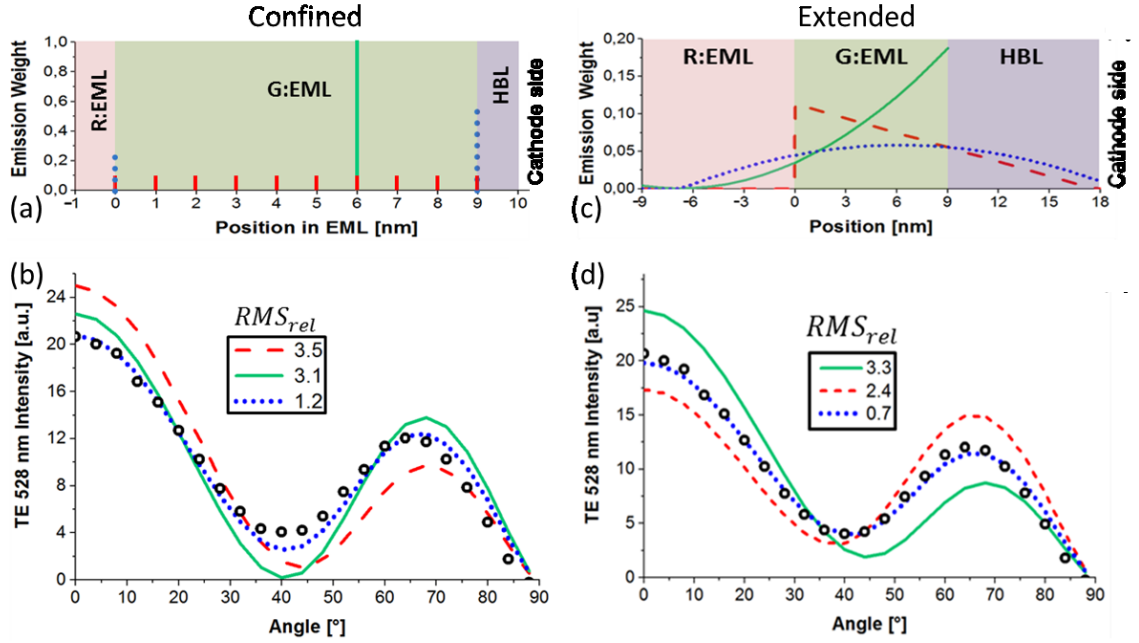 Confined
Extended
Emission Weight
1,0
0,8
0,6
0,4
0,2
0,0
R:EML
G:EML
HBL
Cathode side
-1 0 1 2 3 4 5 6 7 8 9 10
(a)
Position in EML [nm]
Emission Weight
0,20
0,15
0,10
0,05
0,00
R:EML
G:EML
HBL
Cathode side
-9 -6 -3 0 3 6 9 12 15 18
(c)
Position [nm]
(b)
TE 528 nm Intensity [a.u.]
24
20
16
12
8
4
0
RMSrel
3.5
3.1
1.2
0 10 20 30 40 50 60 70 80 90
Angle [°]
(d)
TE 528 nm Intensity [a.u]
25
20
15
10
5
0
RMSrel
3.3
2.4
0.7
0 10 20 30 40 50 60 70 80 90
Angle [°]